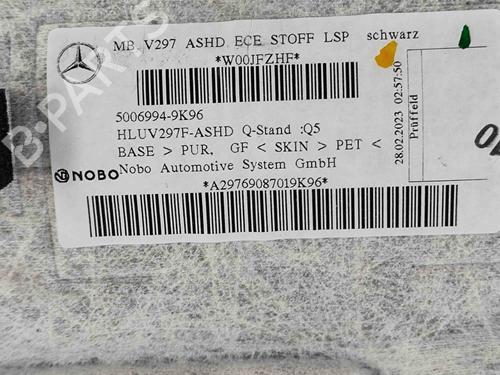 MB V297 ASHD ECE STOFF LSP schwarz
*W00JFZHF*
5006994-9K96
HLUV297F-ASHD Q-Stand :Q5
BASE > PUR, GF < SKIN > PET <
NOBO
Nobo Automotive System GmbH
*A29769087019K96*
28.02.2023 02:57:50
Prüffeld
B-PARTS